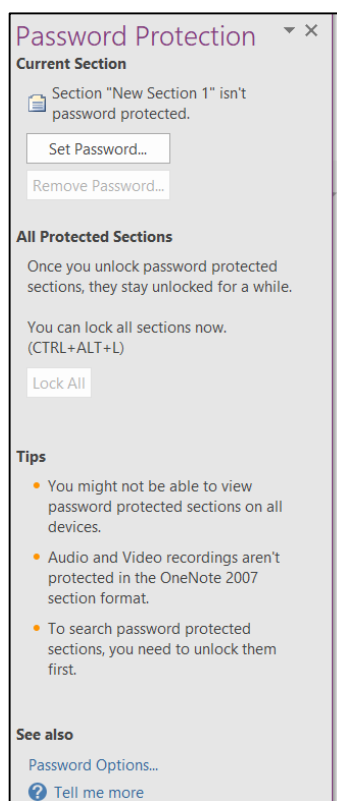 Password Protection
Current Section
Section "New Section 1" isn't
password protected.
Set Password...
Remove Password...
All Protected Sections
Once you unlock password protected
sections, they stay unlocked for a while.
You can lock all sections now.
(CTRL+ALT+L)
Lock All
Tips
• You might not be able to view
password protected sections on all
devices.
• Audio and Video recordings aren't
protected in the OneNote 2007
section format.
• To search password protected
sections, you need to unlock them
first.
See also
Password Options...
? Tell me more